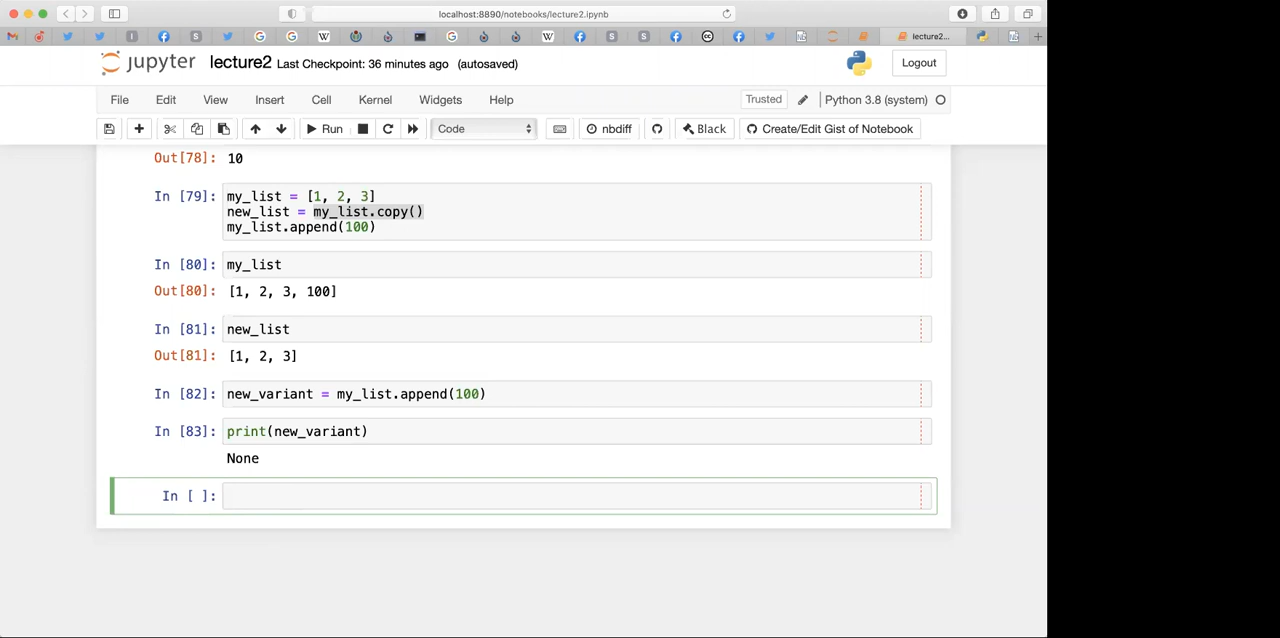 localhost:8890/notebooks/lecture2.ipynb
lecture2...
jupyter lecture2 Last Checkpoint: 36 minutes ago (autosaved)
Logout
File Edit View Insert Cell Kernel Widgets Help Trusted Python 3.8 (system)
Run Code nbdiff Black Create/Edit Gist of Notebook
Out[78]: 10
In [79]: my_list = [1, 2, 3]
new_list = my_list.copy()
my_list.append(100)
In [80]: my_list
Out[80]: [1, 2, 3, 100]
In [81]: new_list
Out[81]: [1, 2, 3]
In [82]: new_variant = my_list.append(100)
In [83]: print(new_variant)
None
In [ ]: